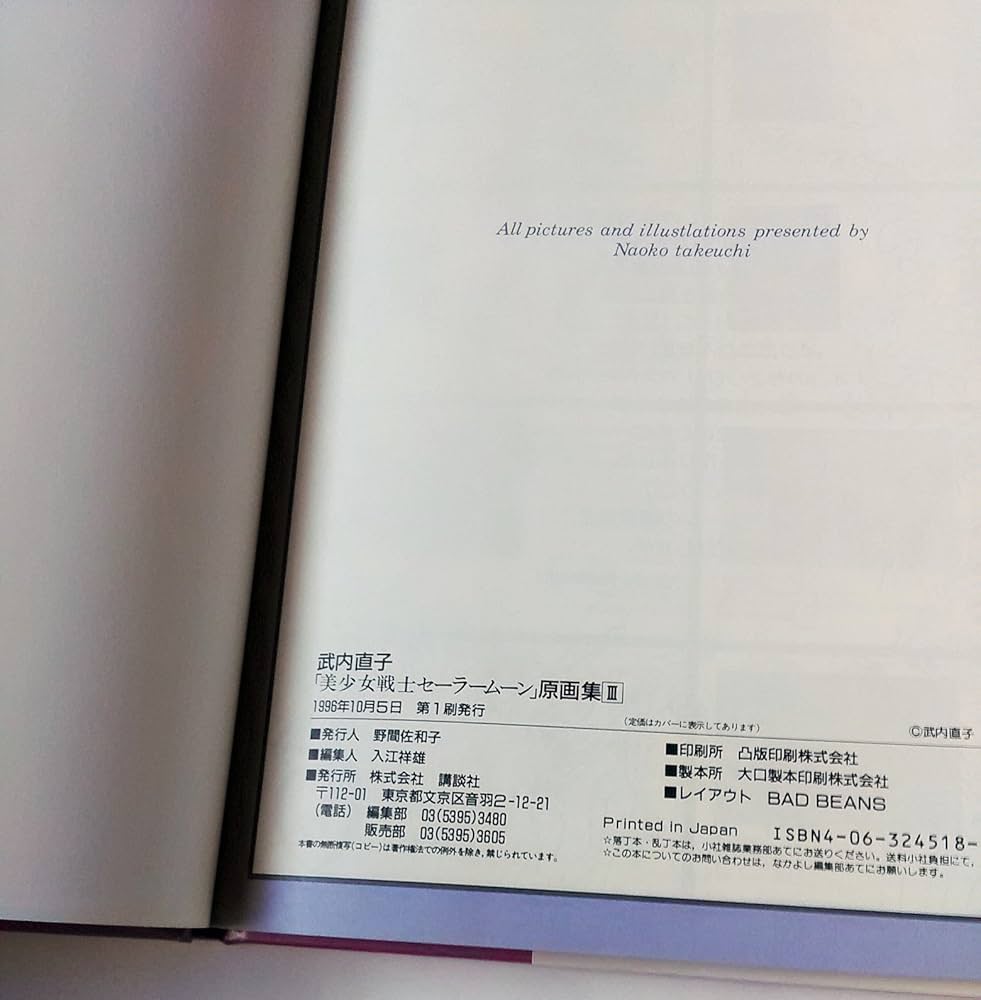 All pictures and illustlations presented by
Naoko takeuchi
武内直子
「美少女戦士セーラームーン」原画集Ⅲ
1996年10月5日 第1刷発行
(定価はカバーに表示してあります)
©武内直子
■発行人 野間佐和子
■編集人 入江祥雄
■発行所 株式会社 講談社
〒112-01 東京都文京区音羽2-12-21
(電話) 編集部 03(5395)3480
販売部 03(5395)3605
本書の無断複写(コピー)は著作権法での例外を除き,禁じられています。
■印刷所 凸版印刷株式会社
■製本所 大口製本印刷株式会社
■レイアウト BAD BEANS
Printed in Japan ISBN4-06-324518-
☆落丁本・乱丁本は,小社雑誌業務部あてにお送りください。送料小社負担にて,
☆この本についてのお問い合わせは,なかよし編集部あてにお願いします。